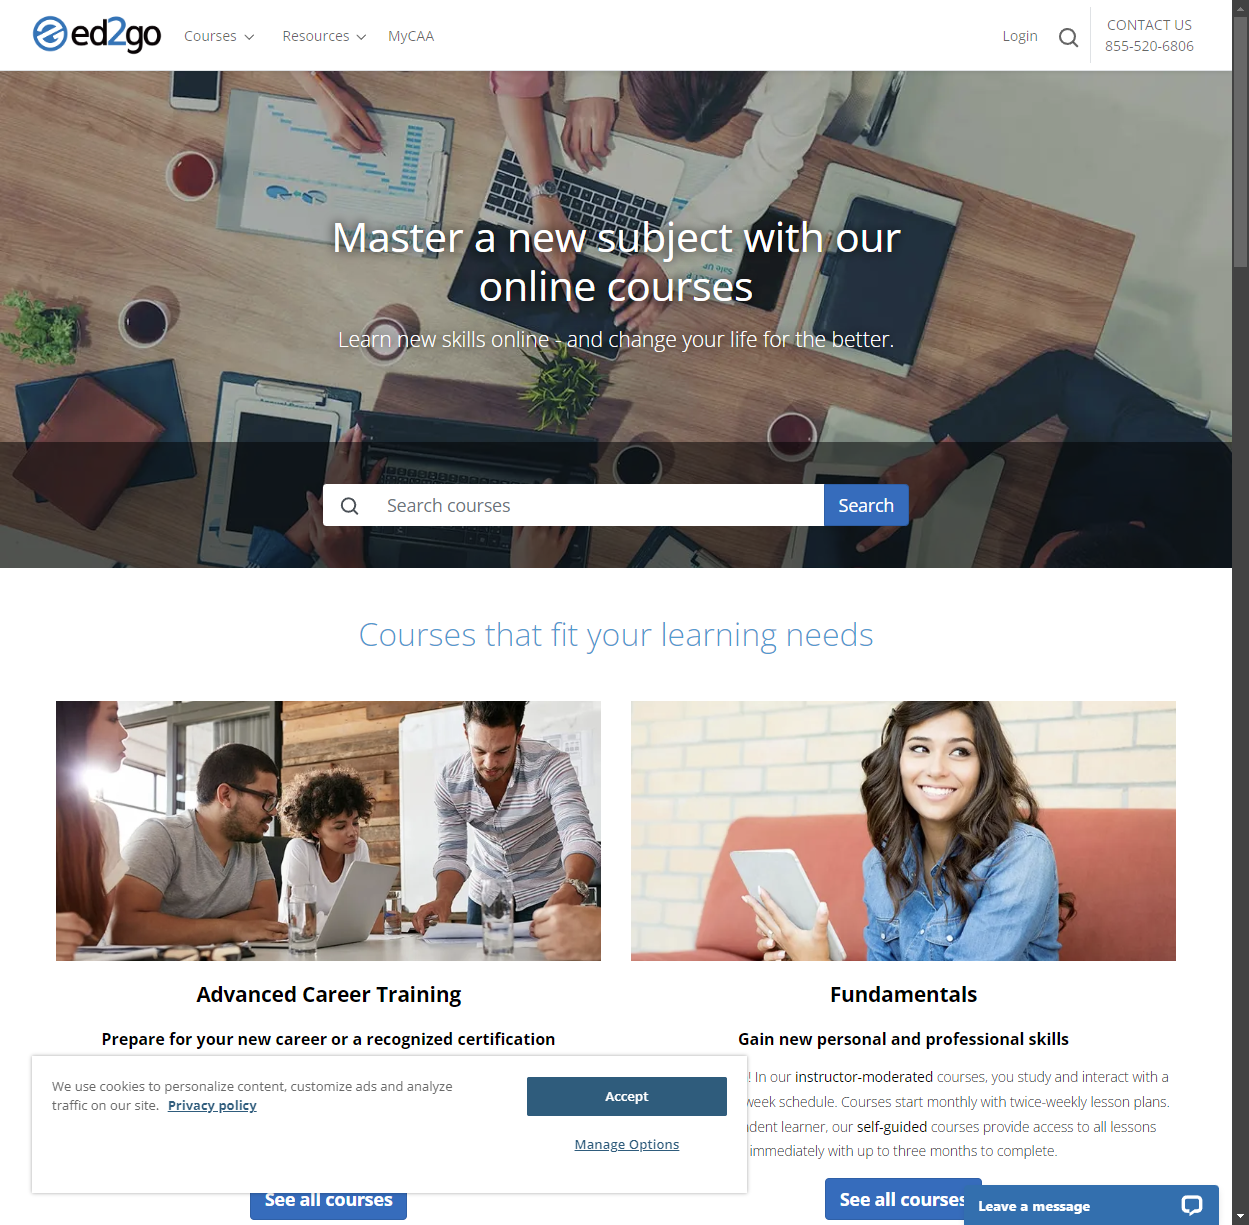 ed2go
Courses
Resources
MyCAA
Login
CONTACT US
855-520-6806
Master a new subject with our
online courses
Learn new skills online - and change your life for the better.
Search courses
Search
Courses that fit your learning needs
Advanced Career Training
Prepare for your new career or a recognized certification
Fundamentals
Gain new personal and professional skills
! In our instructor-moderated courses, you study and interact with a
week schedule. Courses start monthly with twice-weekly lesson plans.
dent learner, our self-guided courses provide access to all lessons
immediately with up to three months to complete.
We use cookies to personalize content, customize ads and analyze
traffic on our site. Privacy policy
Accept
Manage Options
See all courses
See all courses
Leave a message